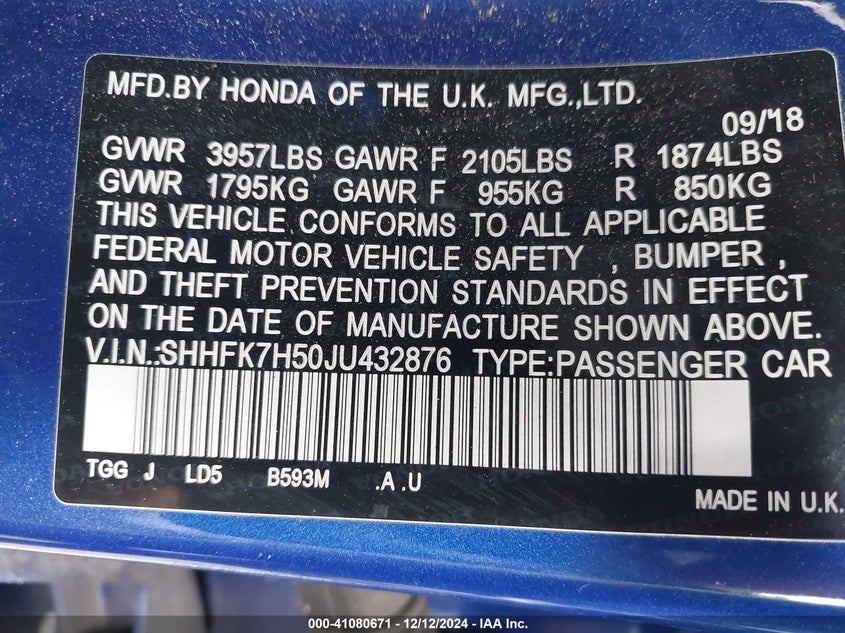 MFD.BY HONDA OF THE U.K. MFG.,LTD.
09/18
GVWR 3957LBS GAWR F 2105LBS R 1874LBS
GVWR 1795KG GAWR F 955KG R 850KG
THIS VEHICLE CONFORMS TO ALL APPLICABLE
FEDERAL MOTOR VEHICLE SAFETY , BUMPER ,
AND THEFT PREVENTION STANDARDS IN EFFECT
ON THE DATE OF MANUFACTURE SHOWN ABOVE.
V.I.N.:SHHFK7H50JU432876 TYPE:PASSENGER CAR
TGG J LD5 B593M .A.U
MADE IN U.K.
000-41080671 - 12/12/2024 - IAA Inc.